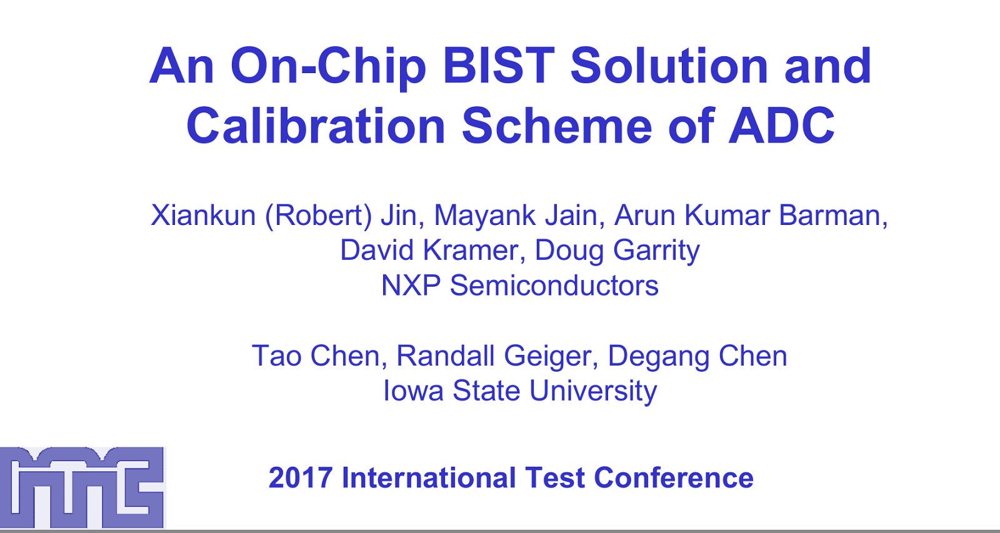 An On-Chip BIST Solution and
Calibration Scheme of ADC
Xiankun (Robert) Jin, Mayank Jain, Arun Kumar Barman,
David Kramer, Doug Garrity
NXP Semiconductors
Tao Chen, Randall Geiger, Degang Chen
Iowa State University
ITC
2017 International Test Conference